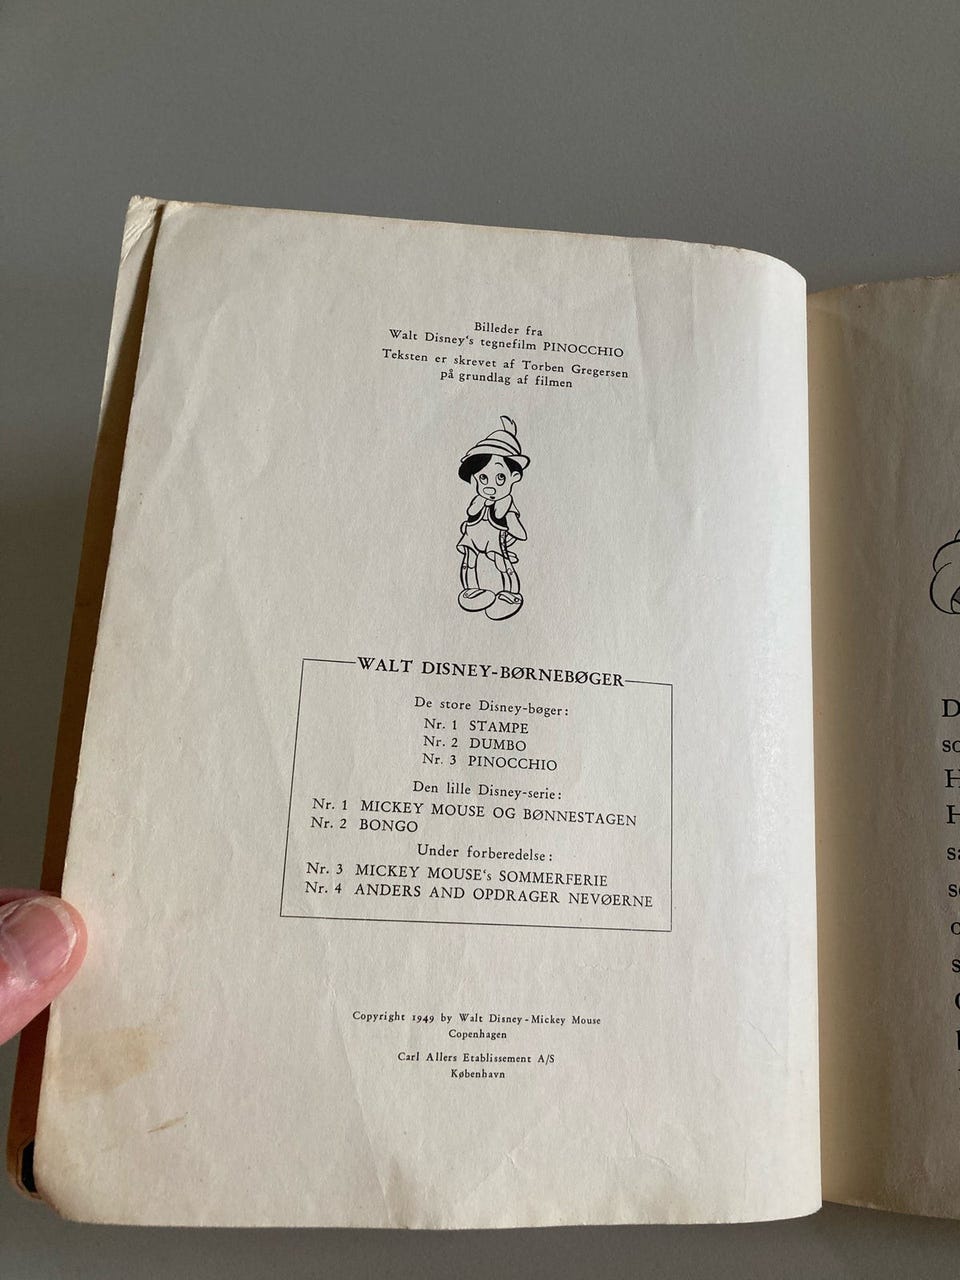 Billeder fra
Walt Disney's tegnefilm PINOCCHIO
Teksten er skrevet af Torben Gregersen
på grundlag af filmen
WALT DISNEY-BØRNEBØGER
De store Disney-bøger:
Nr. 1 STAMPE
Nr. 2 DUMBO
Nr. 3 PINOCCHIO
Den lille Disney-serie:
Nr. 1 MICKEY MOUSE OG BØNNESTAGEN
Nr. 2 BONGO
Under forberedelse:
Nr. 3 MICKEY MOUSE's SOMMERFERIE
Nr. 4 ANDERS AND OPDRAGER NEVØERNE
Copyright 1949 by Walt Disney-Mickey Mouse
Copenhagen
Carl Allers Etablissement A/S
København